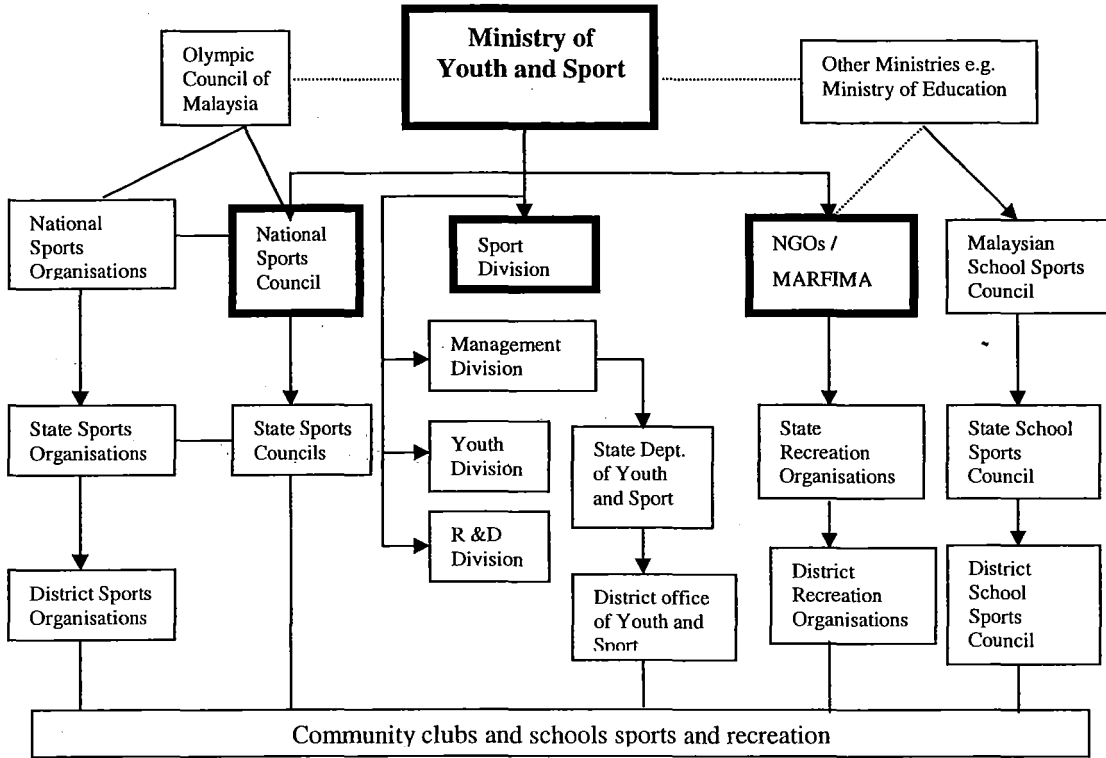 Ministry of
Youth and Sport
Olympic
Council of
Malaysia
Other Ministries e.g.
Ministry of Education
National
Sports
Organisations
National
Sports
Council
Sport
Division
NGOs /
MARFIMA
Malaysian
School Sports
Council
Management
Division
State Sports
Organisations
State Sports
Councils
Youth
Division
State Dept.
of Youth
and Sport
State
Recreation
Organisations
State School
Sports
Council
R &D
Division
District Sports
Organisations
District office
of Youth and
Sport
District
Recreation
Organisations
District
School
Sports
Council
Community clubs and schools sports and recreation